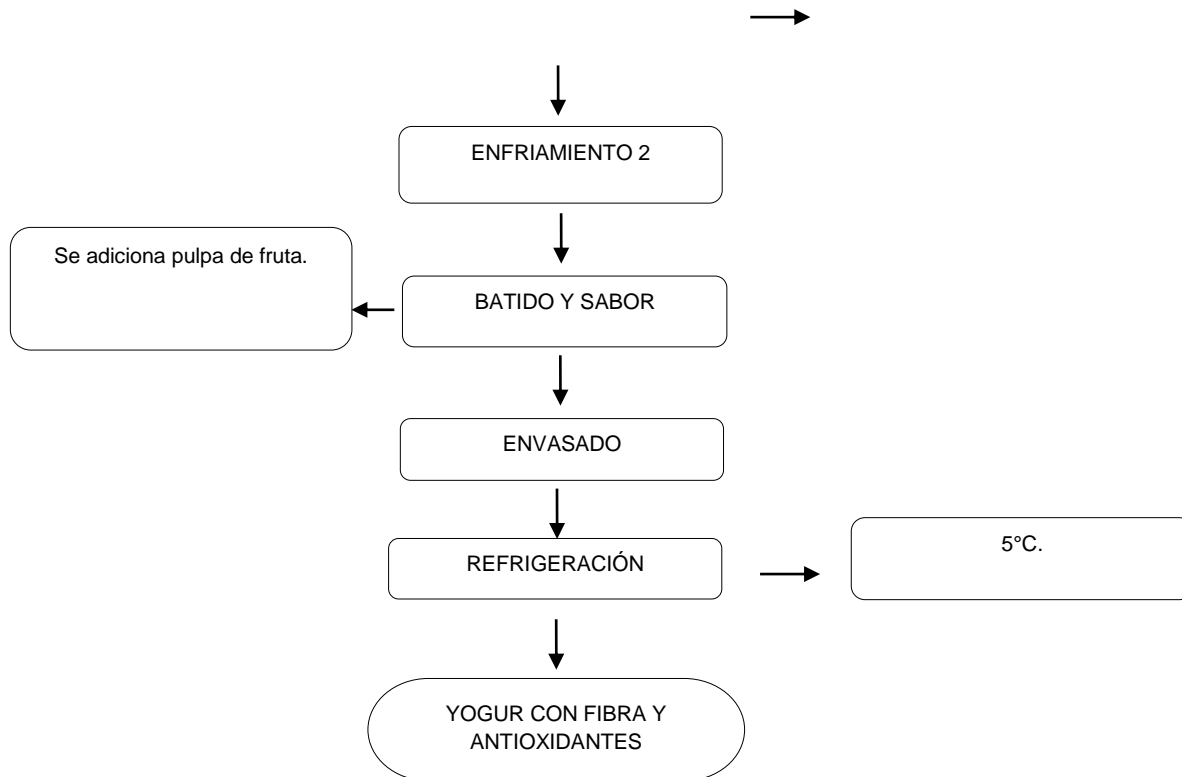 ENFRIAMIENTO 2
Se adiciona pulpa de fruta.
BATIDO Y SABOR
ENVASADO
REFRIGERACIÓN
5°C.
YOGUR CON FIBRA Y
ANTIOXIDANTES